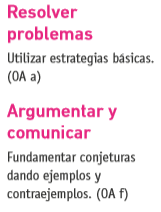 Resolver
problemas
Utilizar estrategias básicas.
(OA a)
Argumentar y
comunicar
Fundamentar conjeturas
dando ejemplos y
contraejemplos. (OA f)